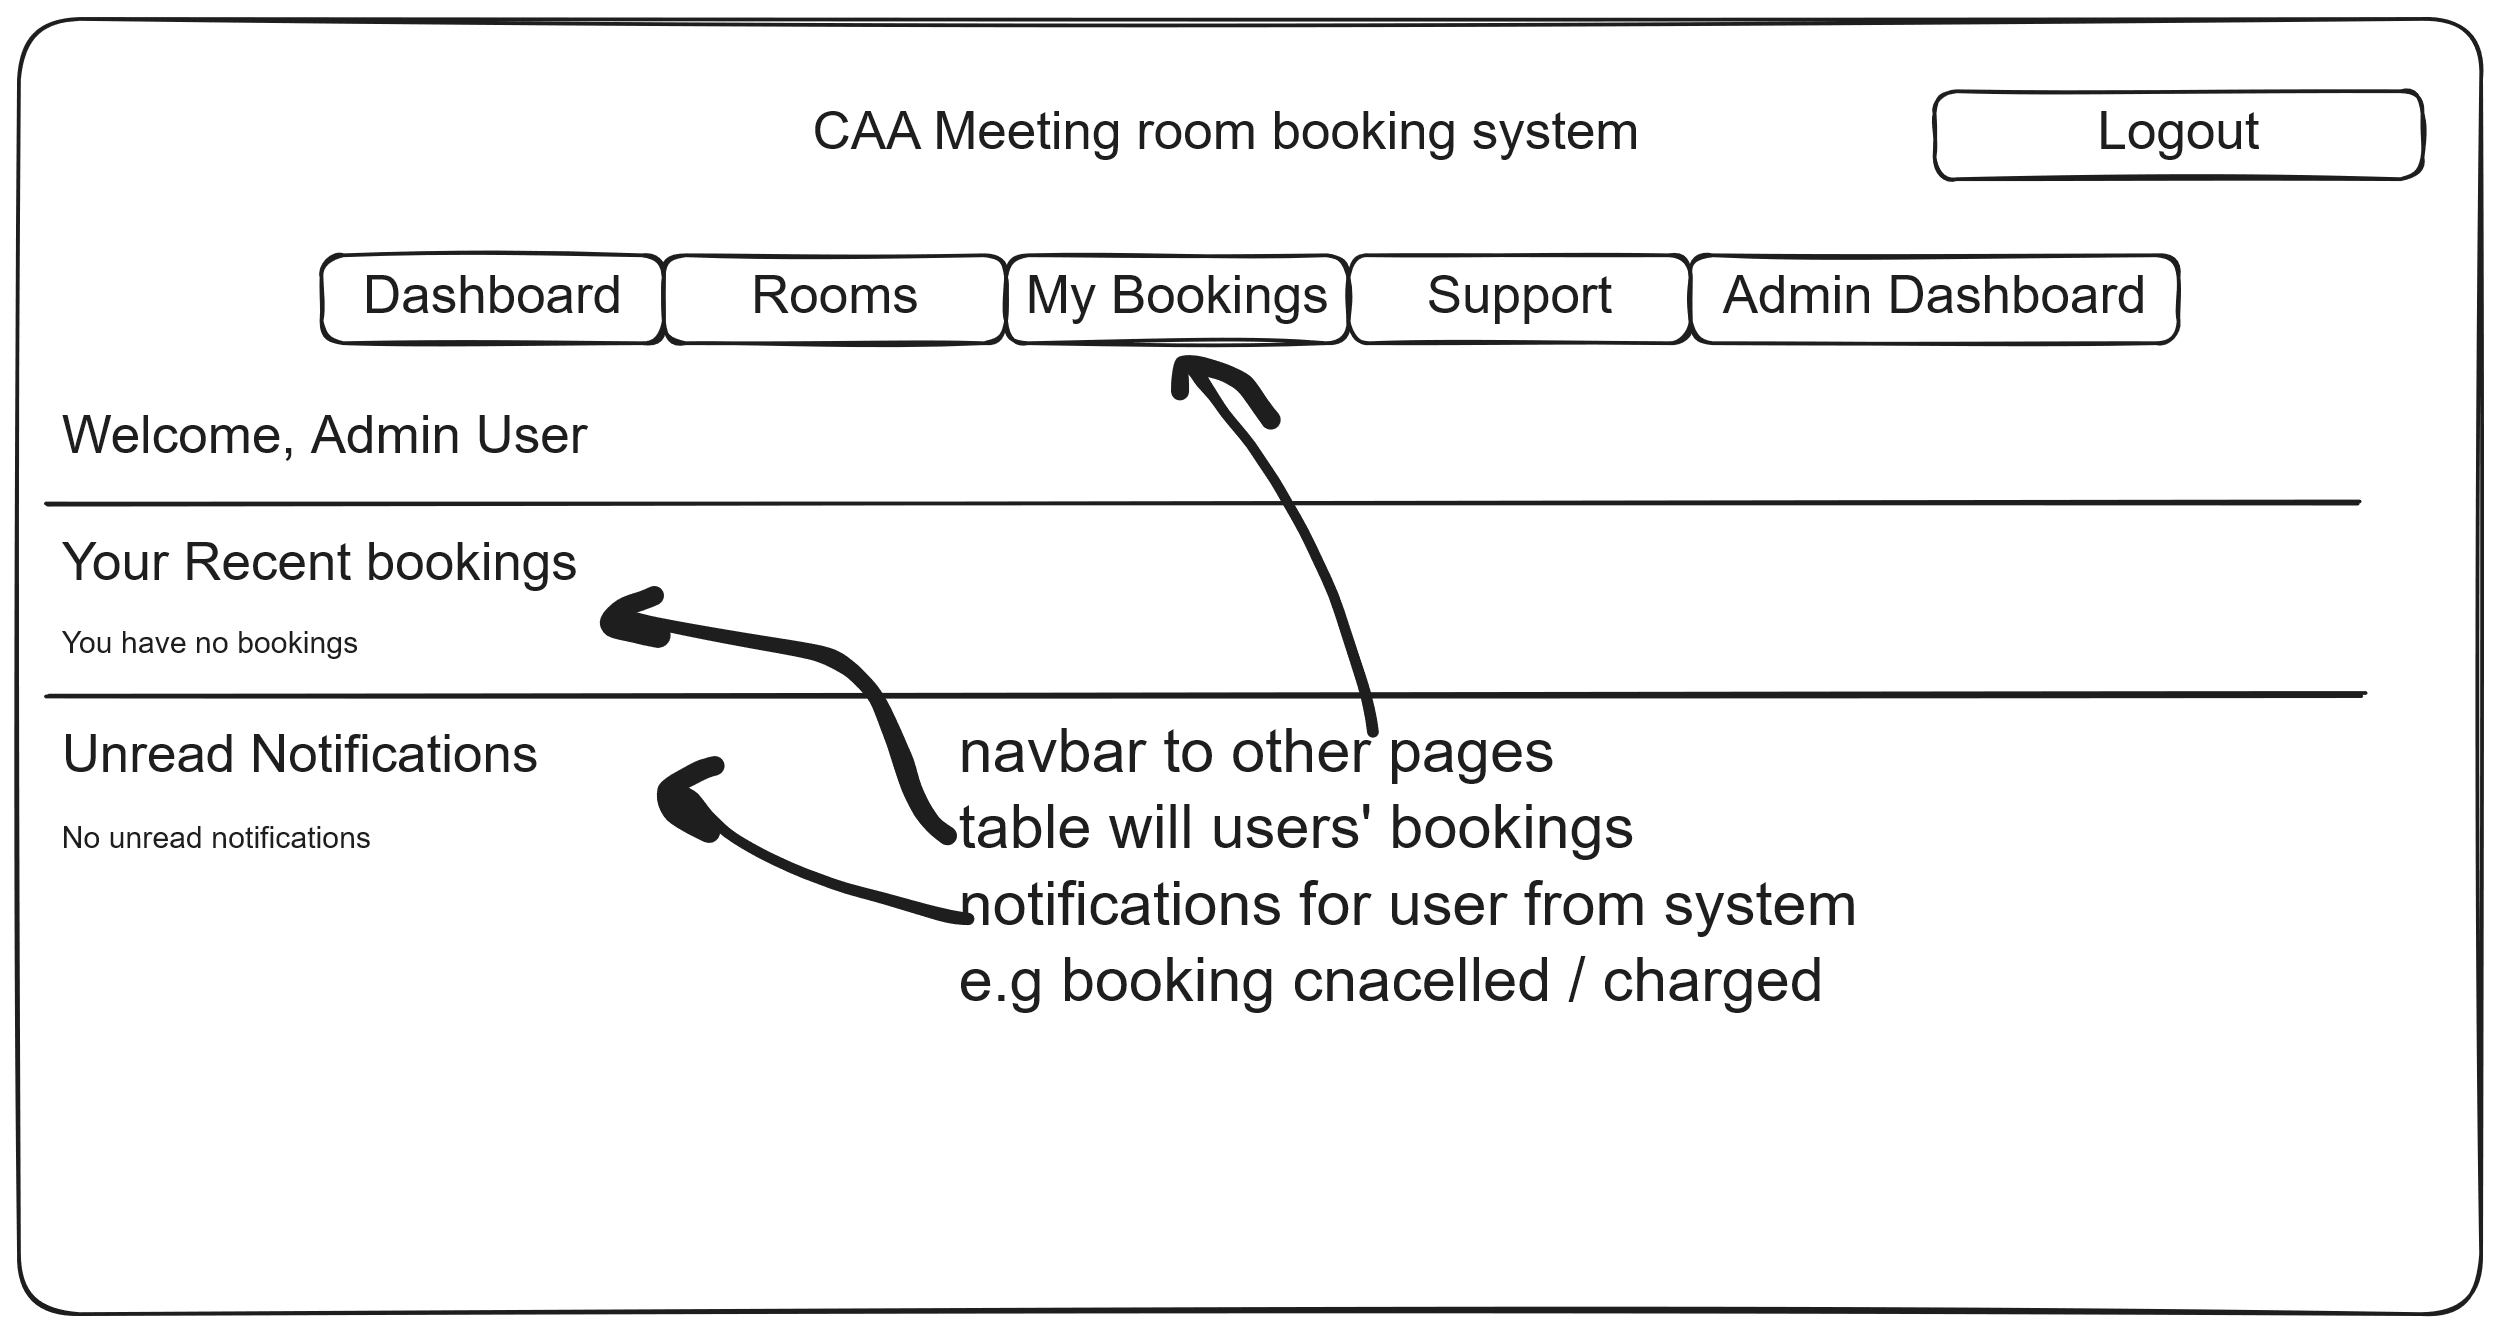 CAA Meeting room booking system
Logout
Dashboard
Rooms
My Bookings
Support
Admin Dashboard
Welcome, Admin User
Your Recent bookings
You have no bookings
Unread Notifications
No unread notifications
navbar to other pages
table will users' bookings
notifications for user from system
e.g booking cnacelled / charged